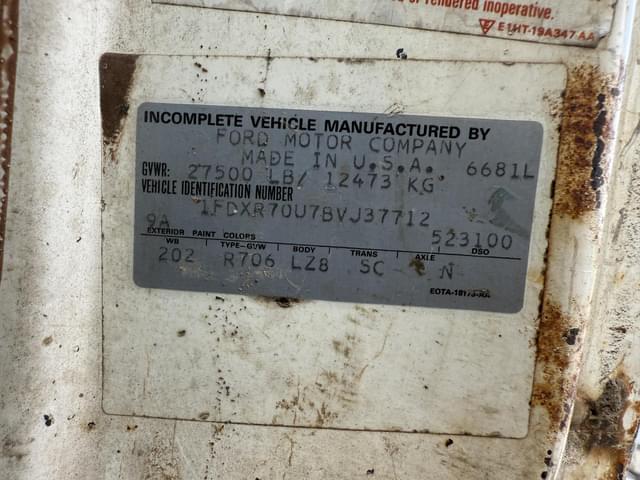 or rendered inoperative.
E1HT-19A347 AA
INCOMPLETE VEHICLE MANUFACTURED BY
FORD MOTOR COMPANY
MADE IN U.S.A. 6681L
GVWR: 27500 LB/ 12473 KG
VEHICLE IDENTIFICATION NUMBER
1FDXR70U7BVJ37712
9A 523100
EXTERIOR PAINT COLORS DSO
WB TYPE-GVW BODY TRANS AXLE
202 R706 LZ8 SC N